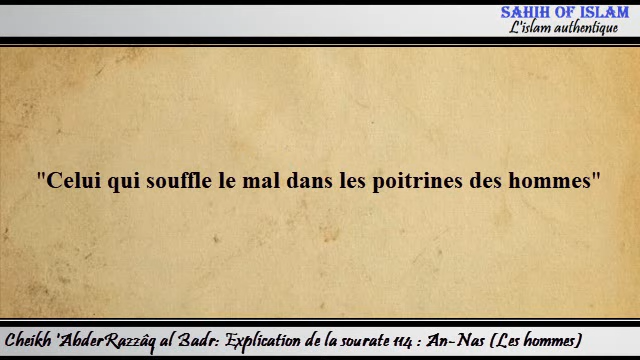 SAHIH OF ISLAM
L'islam authentique
"Celui qui souffle le mal dans les poitrines des hommes"
Cheikh 'AbderRazzâq al Badr: Explication de la sourate 114 : An-Nas (Les hommes)